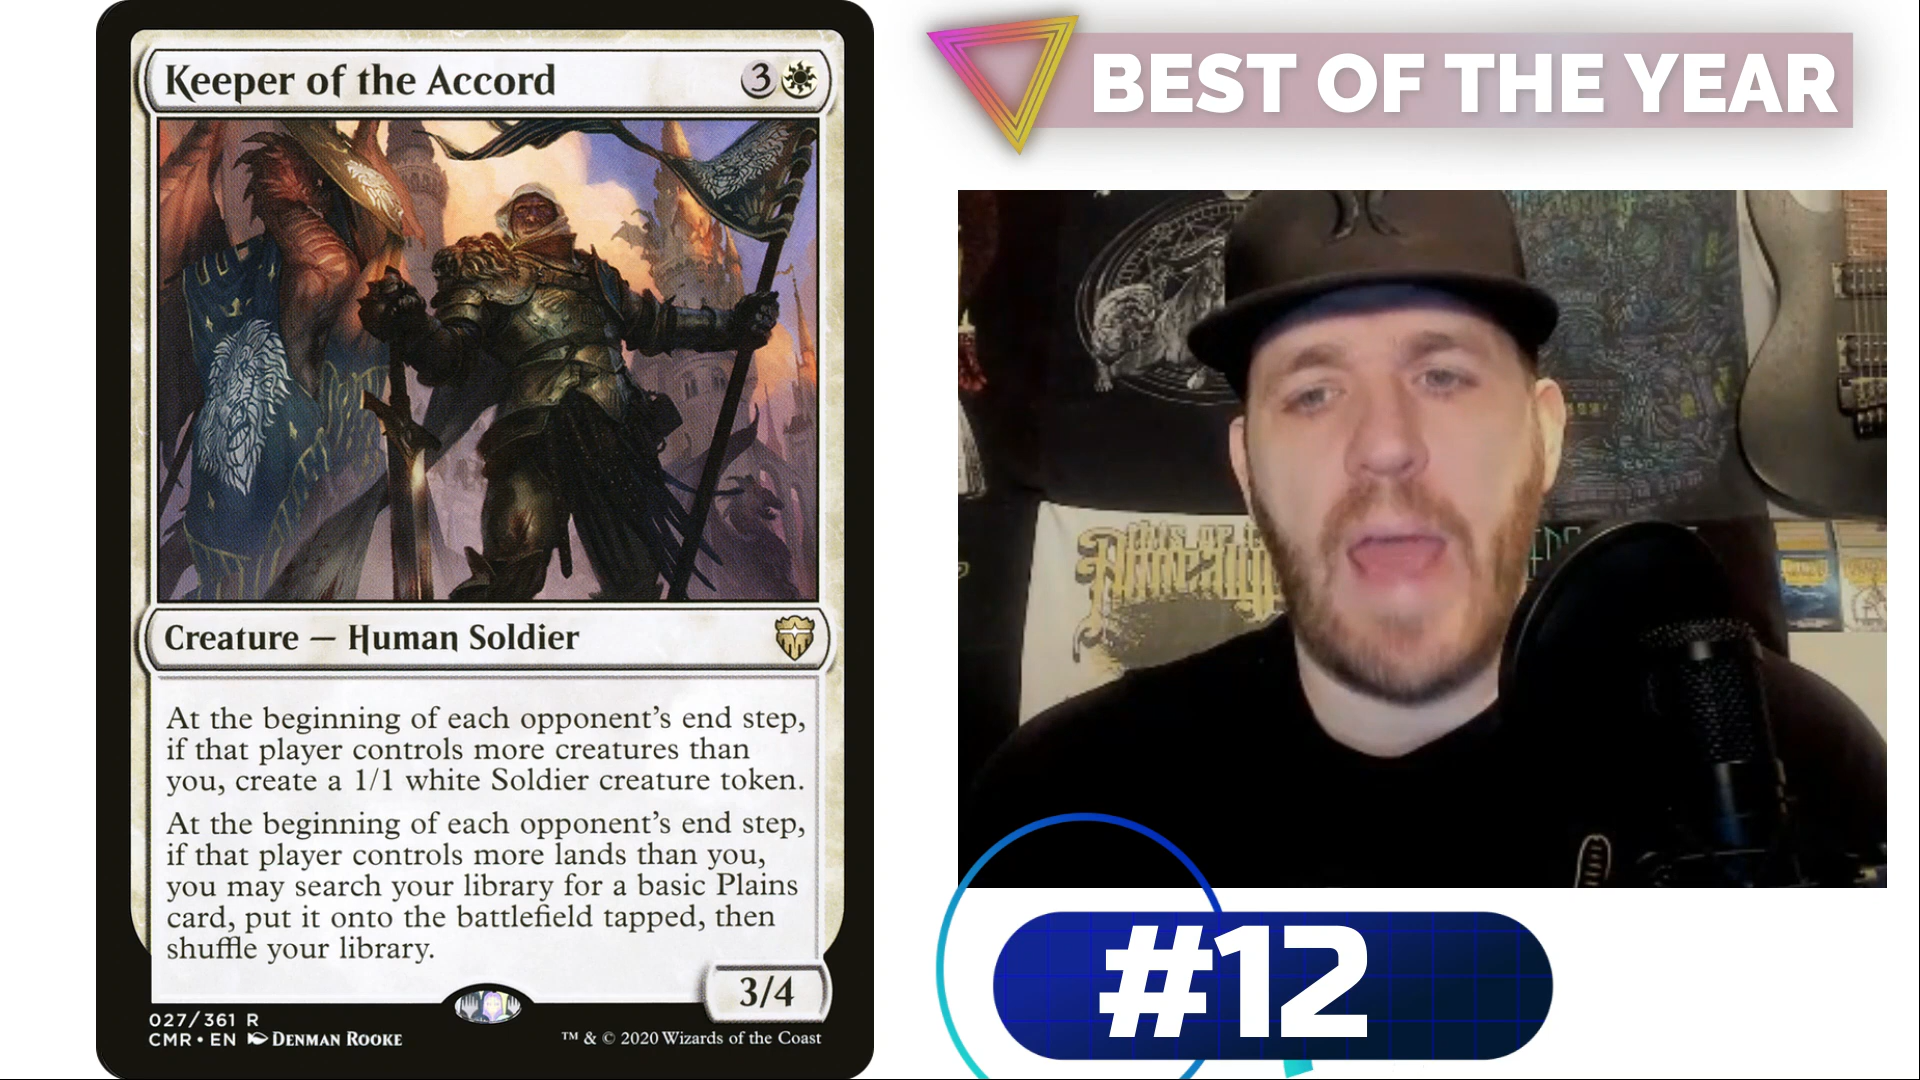 Keeper of the Accord 3
Creature — Human Soldier
At the beginning of each opponent's end step,
if that player controls more creatures than
you, create a 1/1 white Soldier creature token.
At the beginning of each opponent's end step,
if that player controls more lands than you,
you may search your library for a basic Plains
card, put it onto the battlefield tapped, then
shuffle your library.
3/4
027/361 R
CMR • EN DENMAN ROOKE
™ & © 2020 Wizards of the Coast
BEST OF THE YEAR
#12